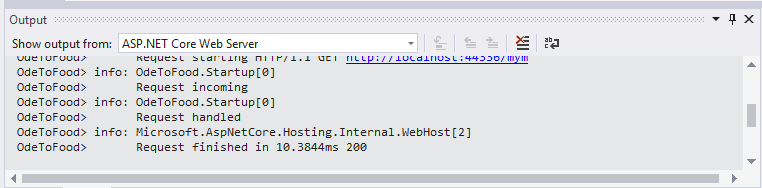 Output
Show output from: ASP.NET Core Web Server
OdeToFood>       Request starting HTTP/1.1 GET http://localhost:44336/mym
OdeToFood> info: OdeToFood.Startup[0]
OdeToFood>       Request incoming
OdeToFood> info: OdeToFood.Startup[0]
OdeToFood>       Request handled
OdeToFood> info: Microsoft.AspNetCore.Hosting.Internal.WebHost[2]
OdeToFood>       Request finished in 10.3844ms 200